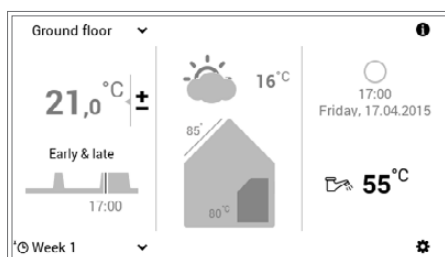 Ground floor
21,0°C ±
Early & late
17:00
Week 1
16°C
85°
80°C
17:00
Friday, 17.04.2015
55°C